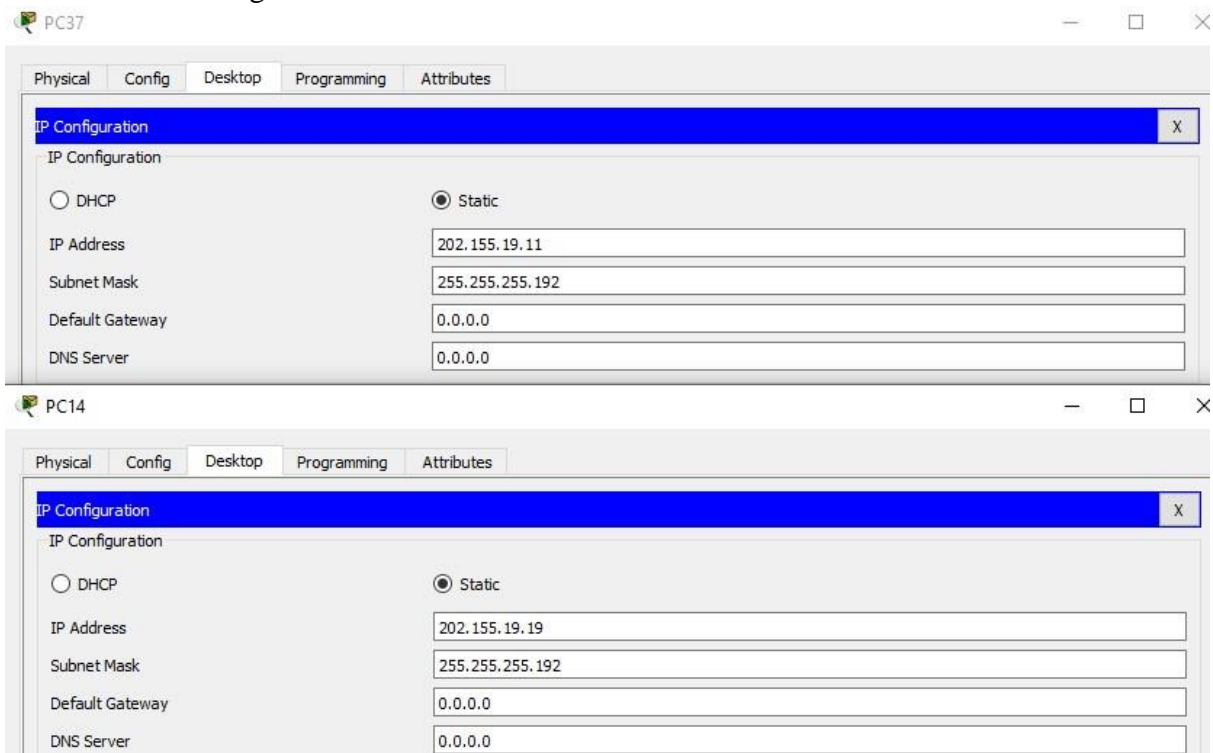 PC37
Physical Config Desktop Programming Attributes
IP Configuration X
IP Configuration
DHCP Static
IP Address 202.155.19.11
Subnet Mask 255.255.255.192
Default Gateway 0.0.0.0
DNS Server 0.0.0.0
PC14
Physical Config Desktop Programming Attributes
IP Configuration X
IP Configuration
DHCP Static
IP Address 202.155.19.19
Subnet Mask 255.255.255.192
Default Gateway 0.0.0.0
DNS Server 0.0.0.0